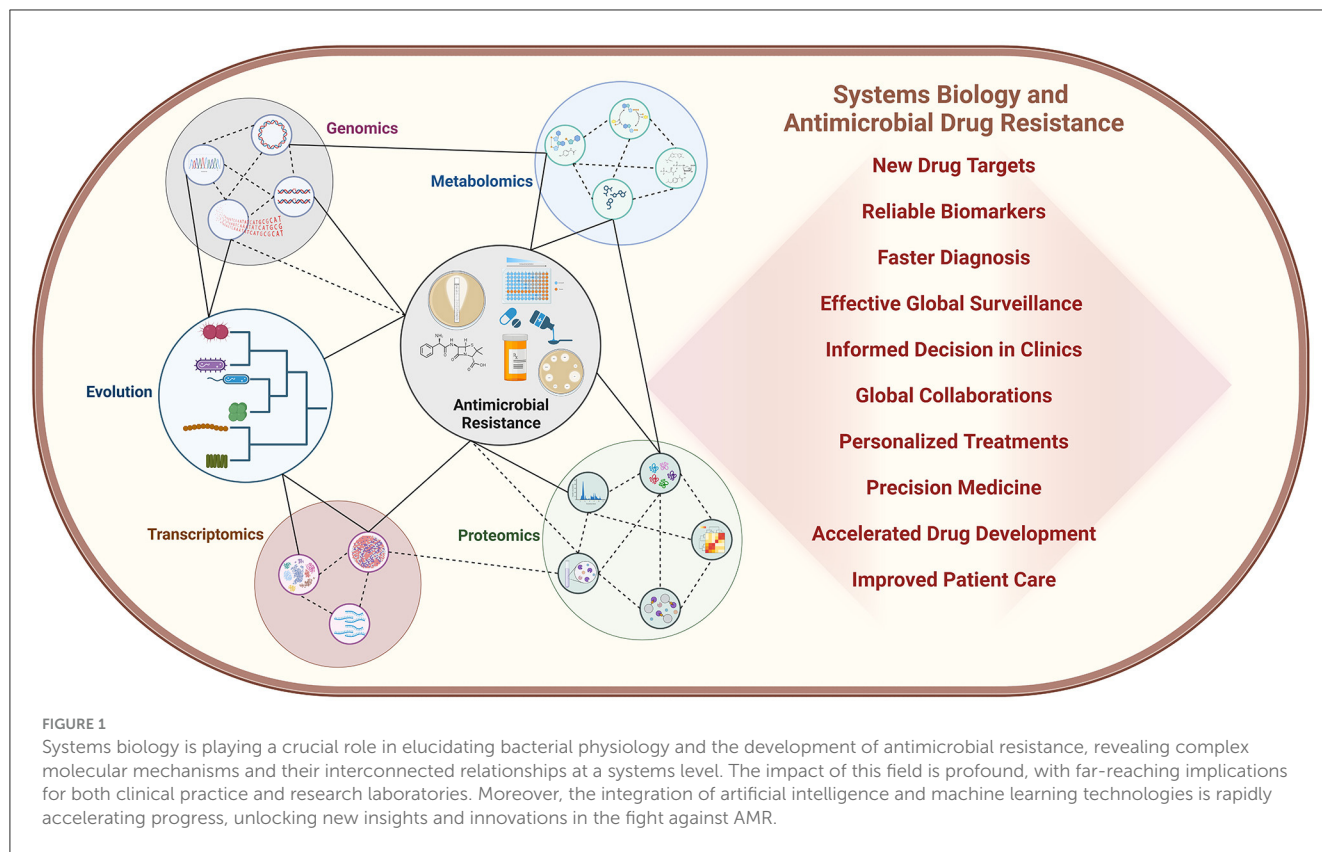 Genomics
Metabolomics
Evolution
Antimicrobial
Resistance
Transcriptomics
Proteomics
Systems Biology and
Antimicrobial Drug Resistance
New Drug Targets
Reliable Biomarkers
Faster Diagnosis
Effective Global Surveillance
Informed Decision in Clinics
Global Collaborations
Personalized Treatments
Precision Medicine
Accelerated Drug Development
Improved Patient Care
FIGURE 1
Systems biology is playing a crucial role in elucidating bacterial physiology and the development of antimicrobial resistance, revealing complex
molecular mechanisms and their interconnected relationships at a systems level. The impact of this field is profound, with far-reaching implications
for both clinical practice and research laboratories. Moreover, the integration of artificial intelligence and machine learning technologies is rapidly
accelerating progress, unlocking new insights and innovations in the fight against AMR.